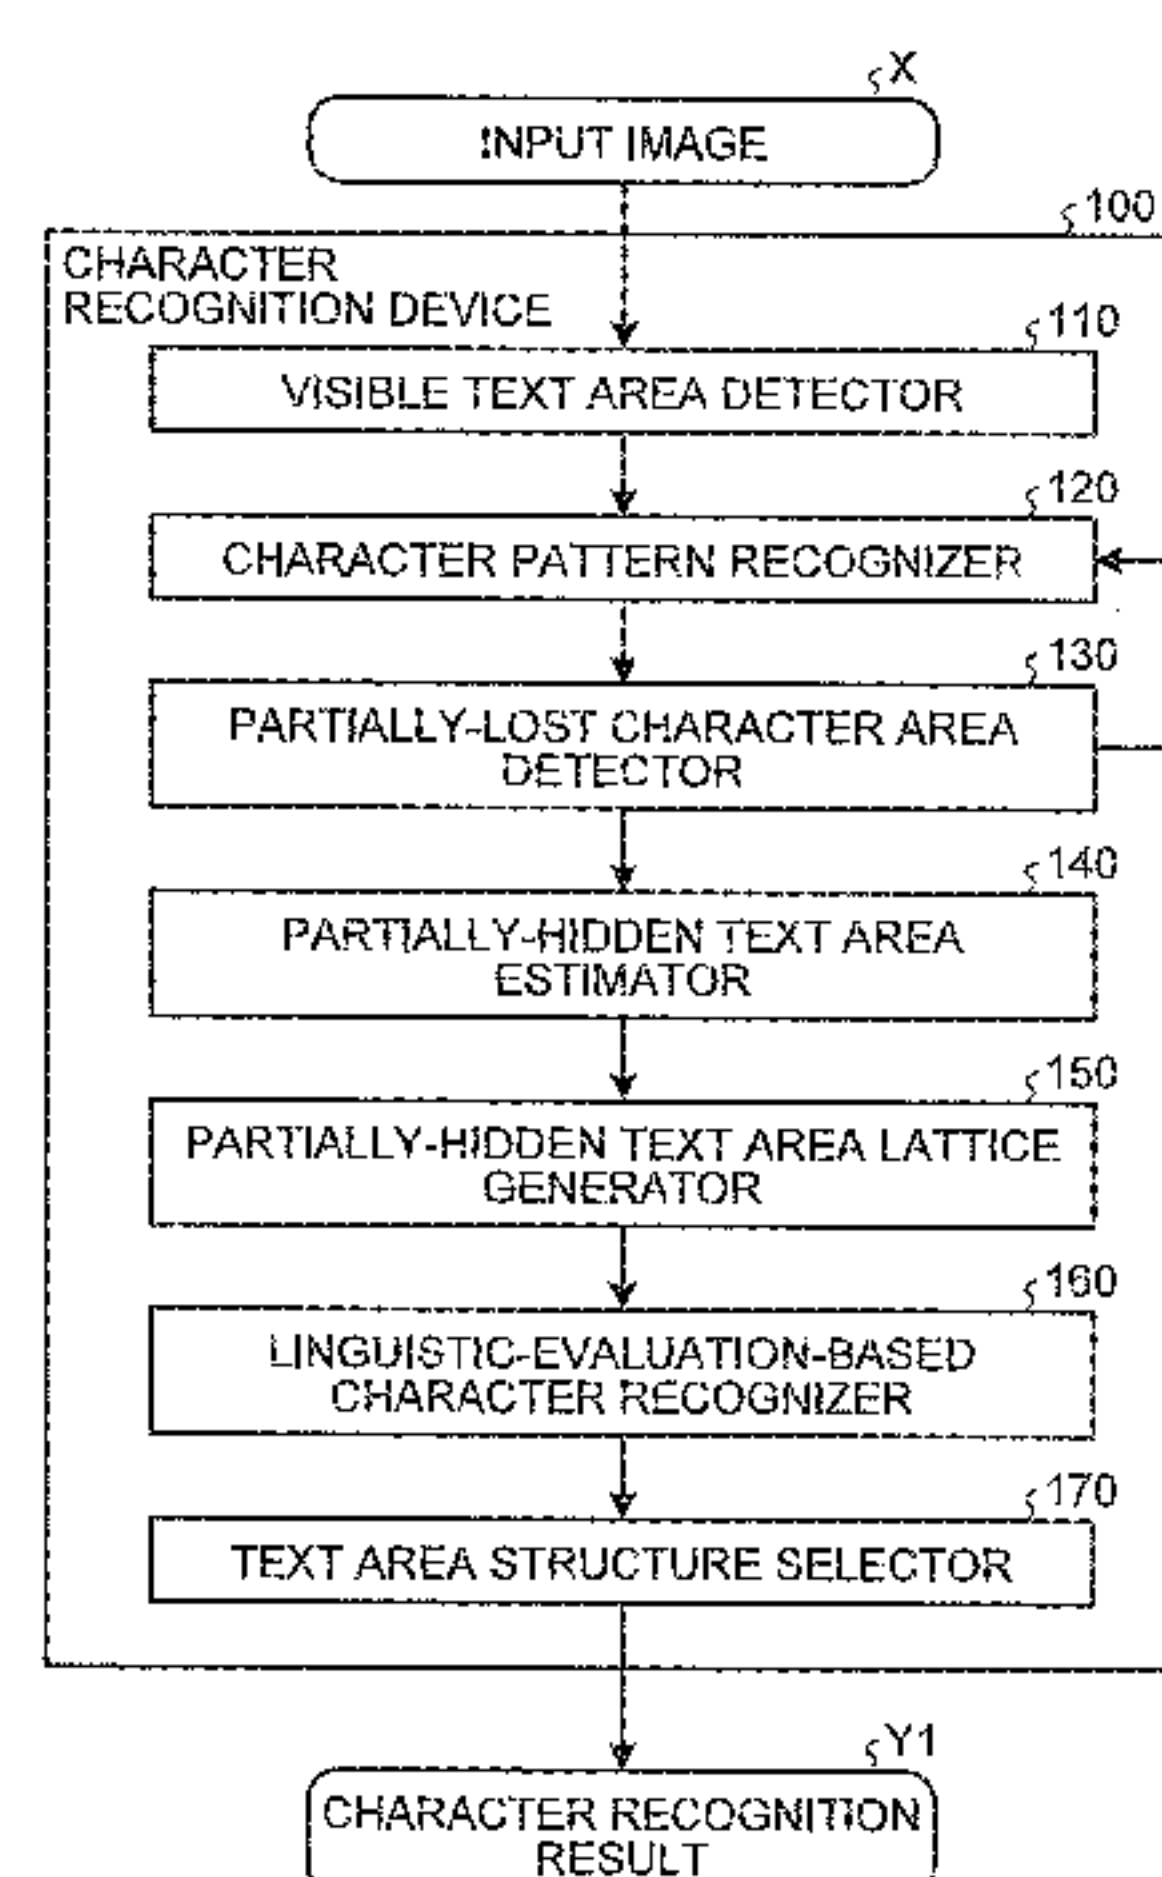 X
INPUT IMAGE
100
CHARACTER
RECOGNITION DEVICE
110
VISIBLE TEXT AREA DETECTOR
120
CHARACTER PATTERN RECOGNIZER
130
PARTIALLY-LOST CHARACTER AREA
DETECTOR
140
PARTIALLY-HIDDEN TEXT AREA
ESTIMATOR
150
PARTIALLY-HIDDEN TEXT AREA LATTICE
GENERATOR
160
LINGUISTIC-EVALUATION-BASED
CHARACTER RECOGNIZER
170
TEXT AREA STRUCTURE SELECTOR
Y1
CHARACTER RECOGNITION
RESULT